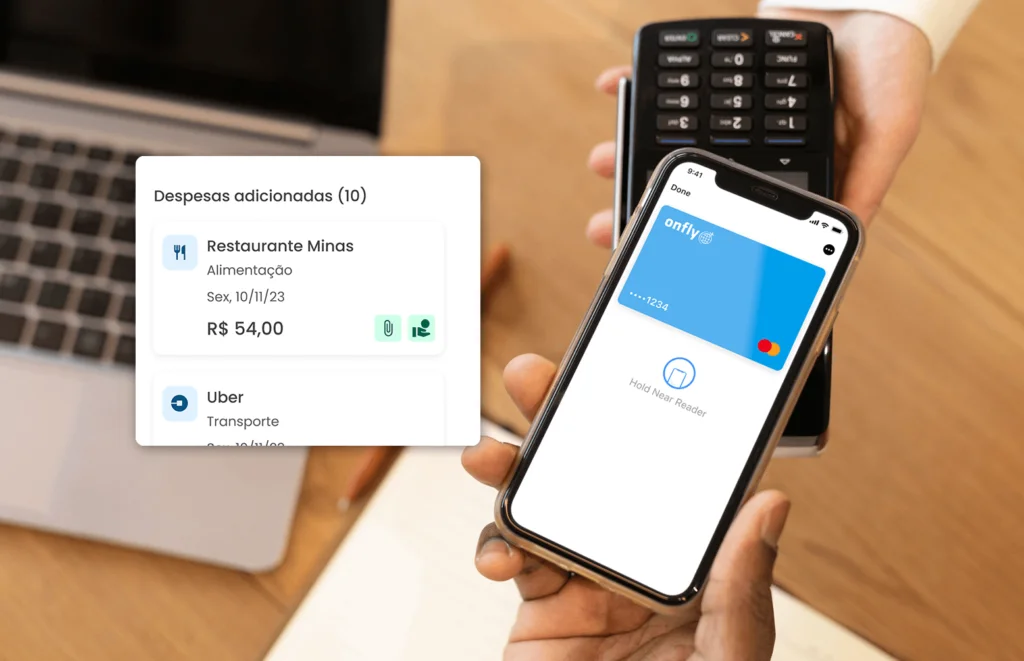 Despesas adicionadas (10)
Restaurante Minas
Alimentação
Sex, 10/11/23
R$ 54,00
Uber
Transporte
9:41
Done
onfly
••••1234
Hold Near Reader
ENTER
CLEAR
CANCEL
ALPHA
0
FUNC
9
8
7
6
5
4
3
2
1